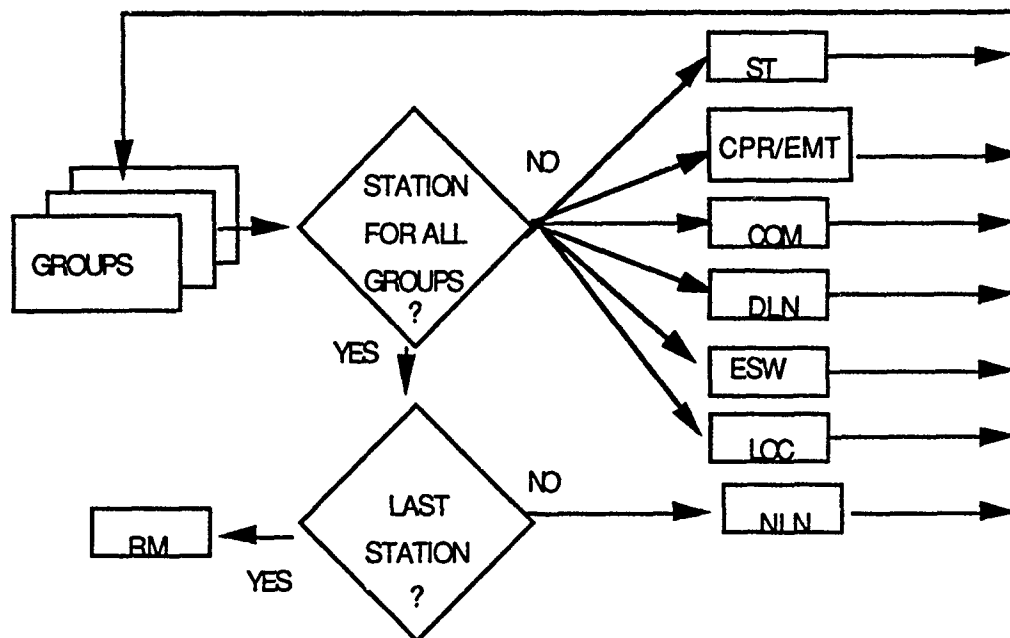 GROUPS
STATION
FOR ALL
GROUPS
?
NO
YES
ST
CPR/EMT
COM
DLN
ESW
LOC
LAST
STATION
?
NO
YES
NLN
RM